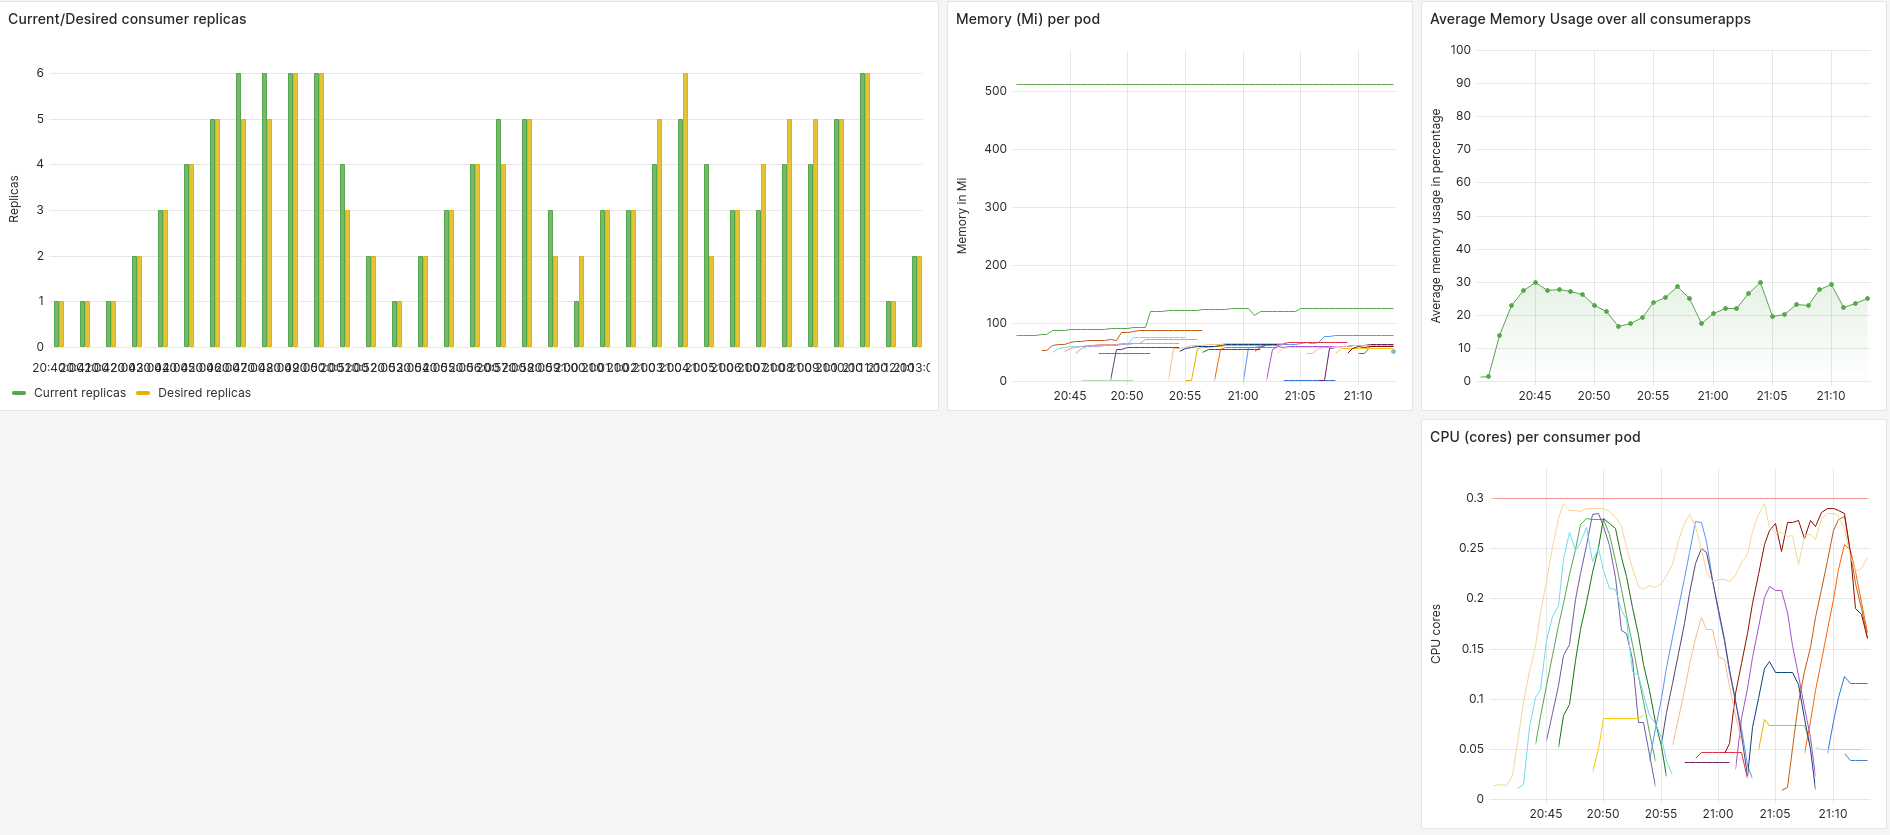 Current/Desired consumer replicas
Replicas
6
5
4
3
2
1
0
Current replicas
Desired replicas
Memory (Mi) per pod
Memory in Mi
500
400
300
200
100
0
20:45 20:50 20:55 21:00 21:05 21:10
Average Memory Usage over all consumerapps
Average memory usage in percentage
100
90
80
70
60
50
40
30
20
10
0
20:45 20:50 20:55 21:00 21:05 21:10
CPU (cores) per consumer pod
CPU cores
0.3
0.25
0.2
0.15
0.1
0.05
0
20:45 20:50 20:55 21:00 21:05 21:10